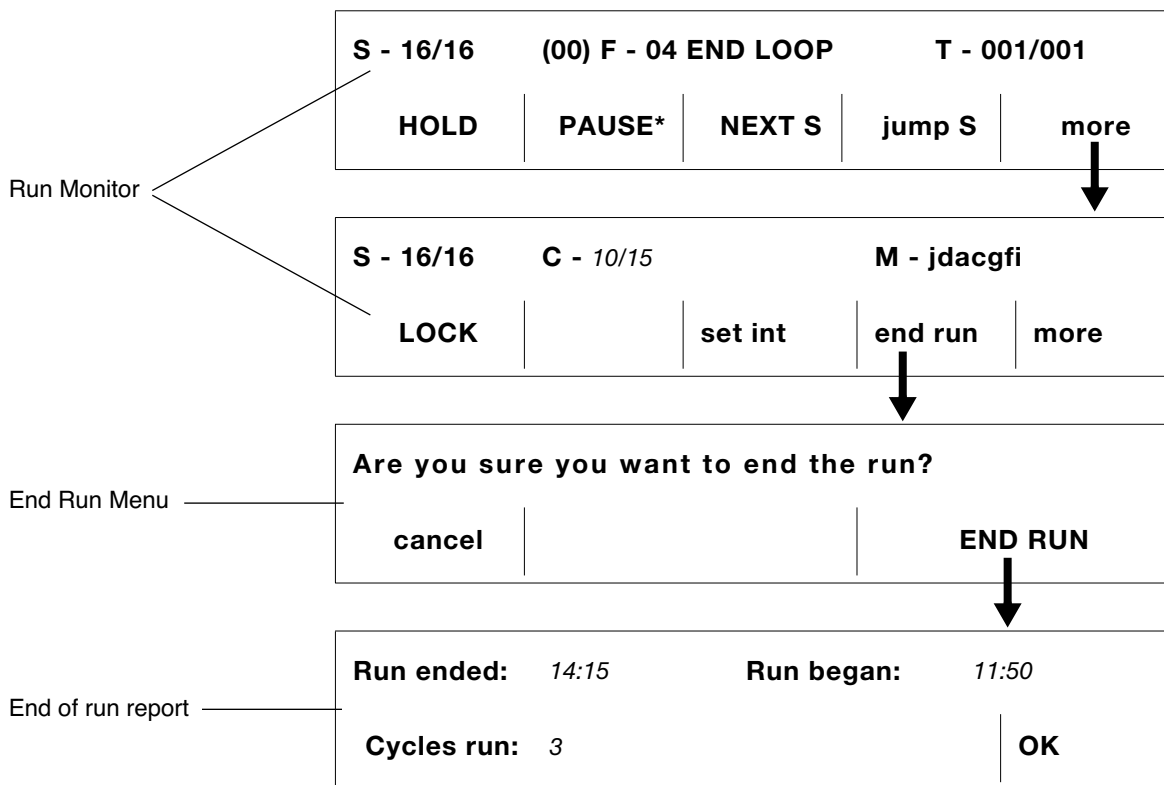 S - 16/16 (00) F - 04 END LOOP T - 001/001
HOLD PAUSE* NEXT S jump S more
Run Monitor
S - 16/16 C - 10/15 M - jdacgfi
LOCK set int end run more
Are you sure you want to end the run?
End Run Menu
cancel END RUN
Run ended: 14:15 Run began: 11:50
End of run report
Cycles run: 3 OK